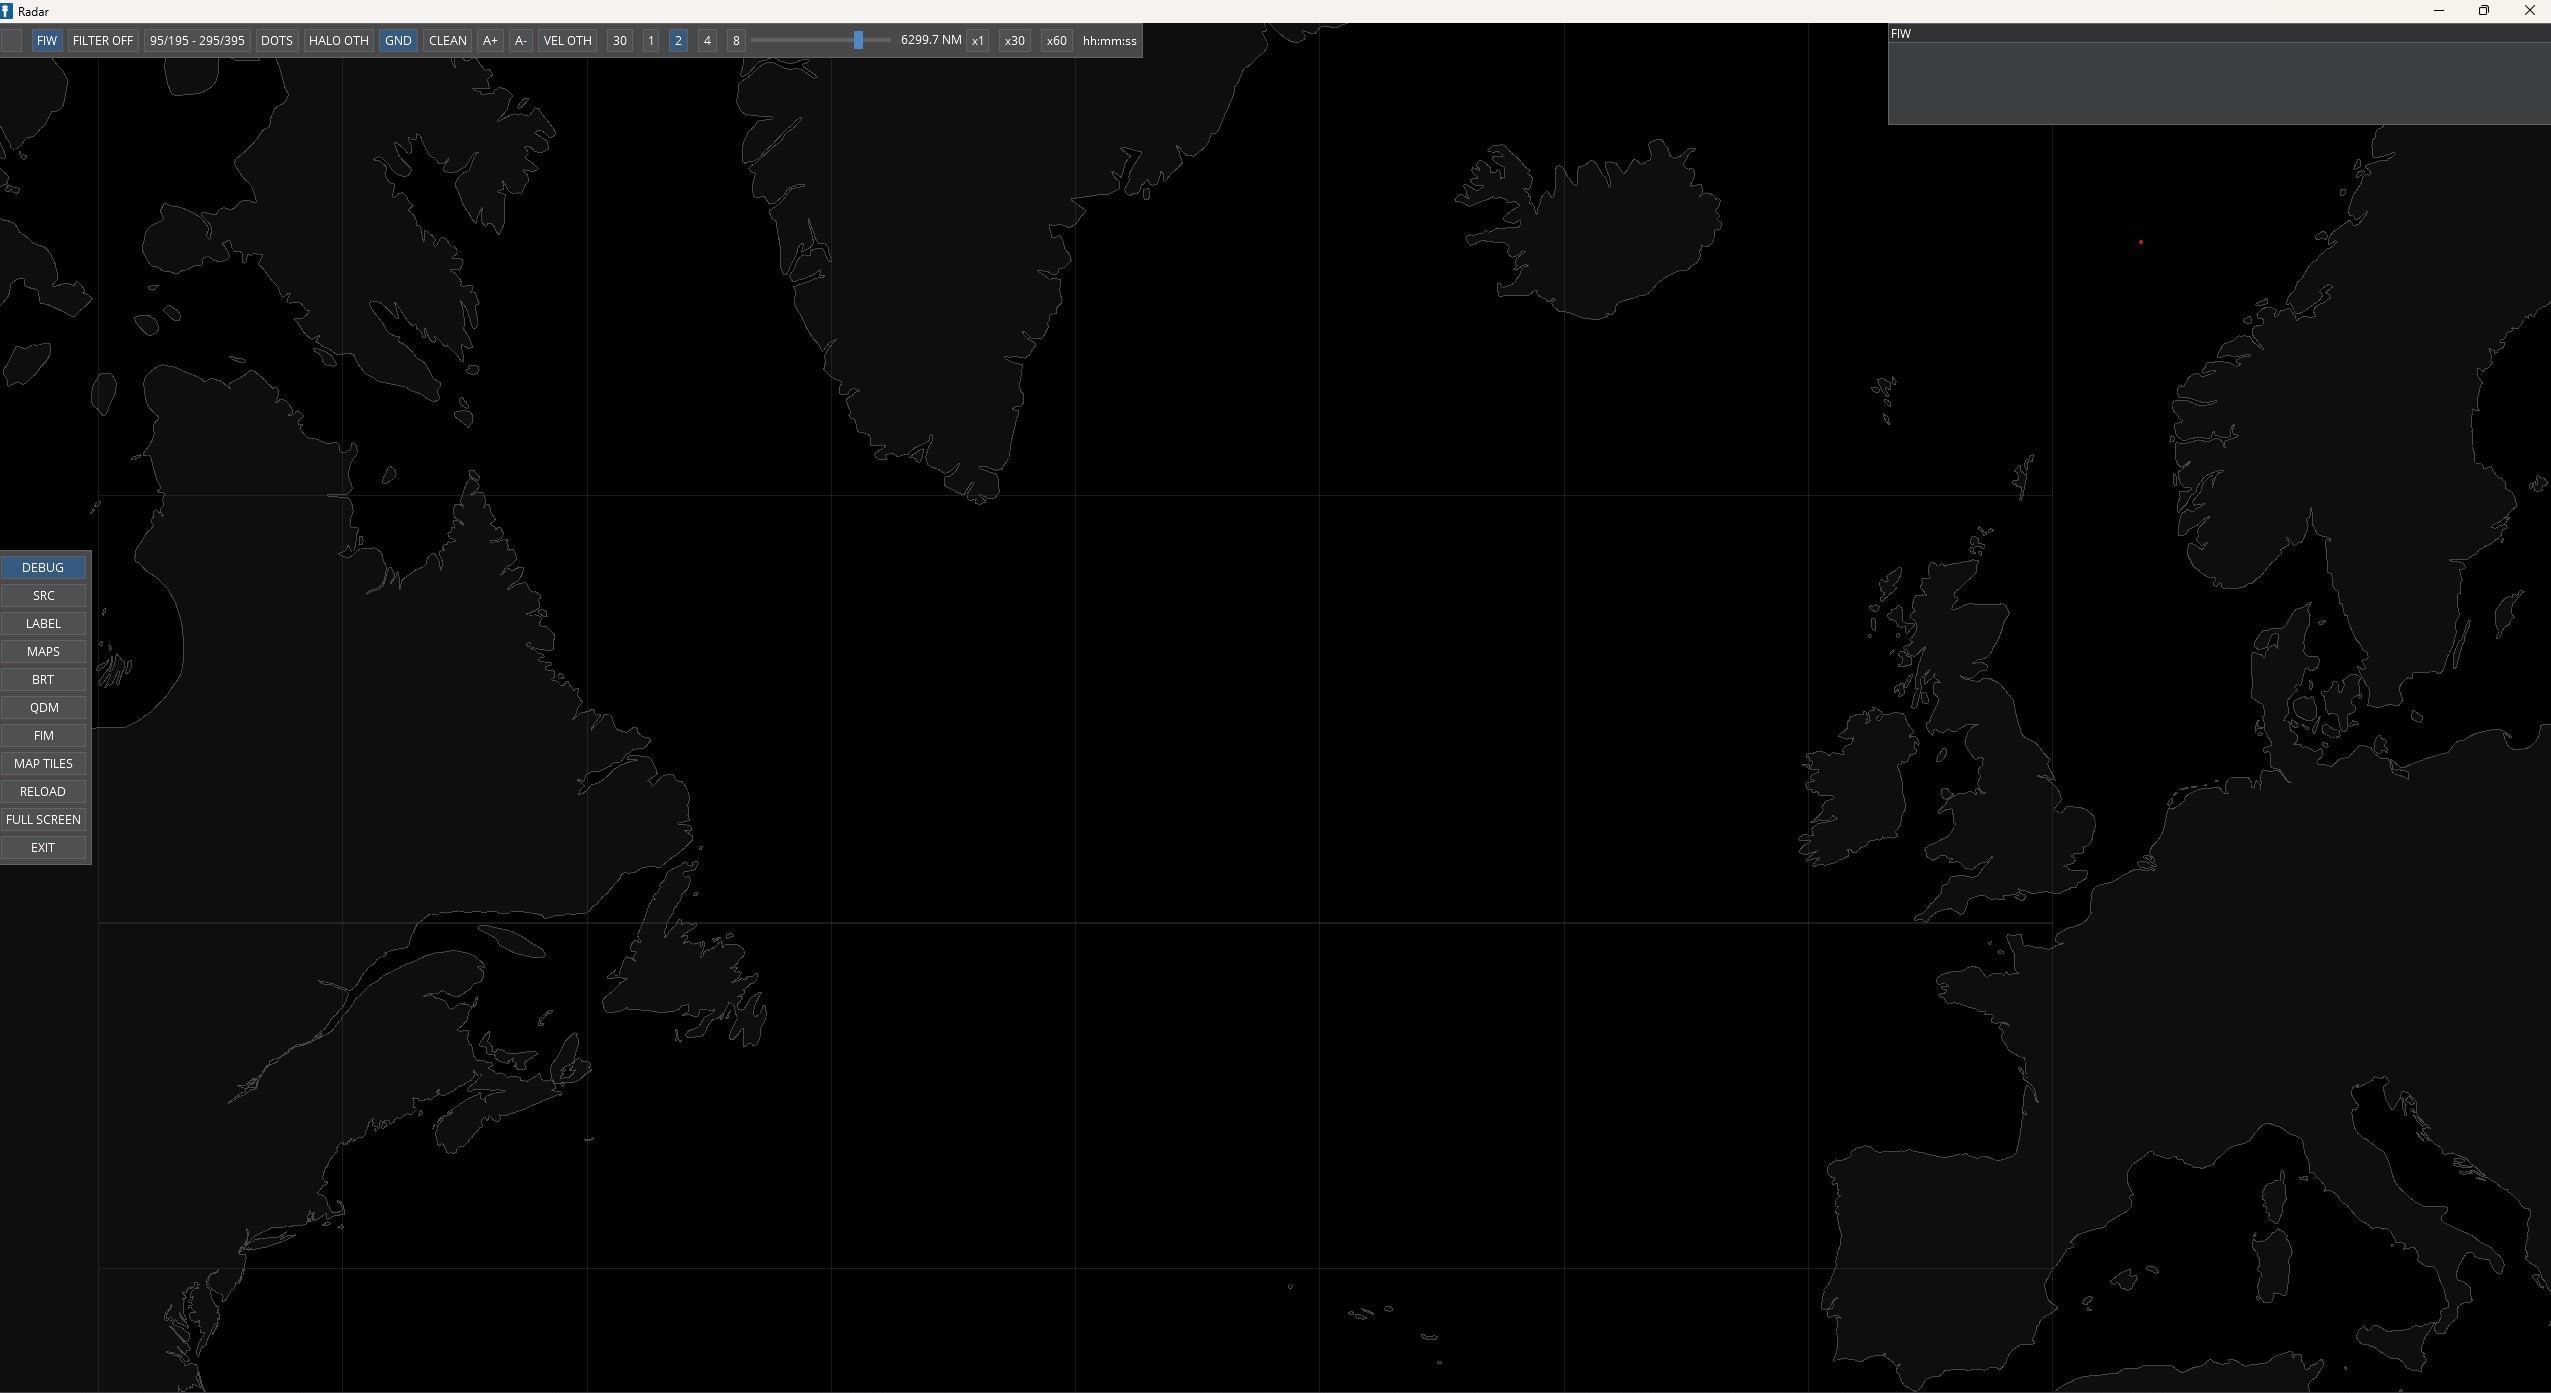 Radar
FIW FILTER OFF 95/195 - 295/395 DOTS HALO OTH GND CLEAN A+ A- VEL OTH 30 1 2 4 8 6299.7 NM x1 x30 x60 hh:mm:ss
FIW
DEBUG
SRC
LABEL
MAPS
BRT
QDM
FIM
MAP TILES
RELOAD
FULL SCREEN
EXIT